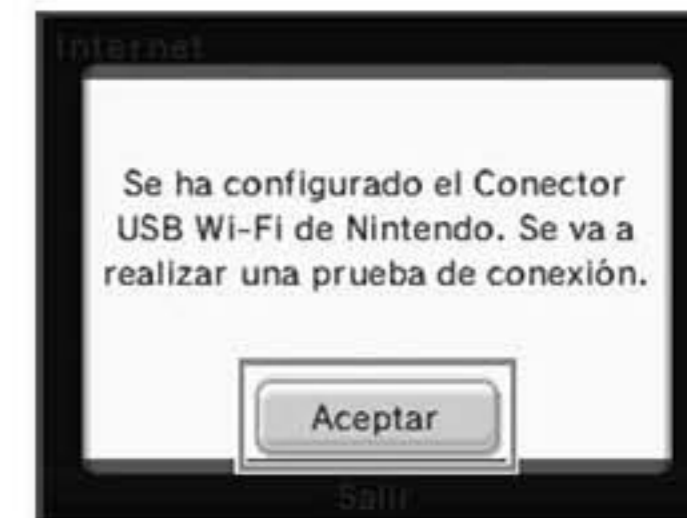 Internet
Se ha configurado el Conector
USB Wi-Fi de Nintendo. Se va a
realizar una prueba de conexión.
Aceptar
Salir